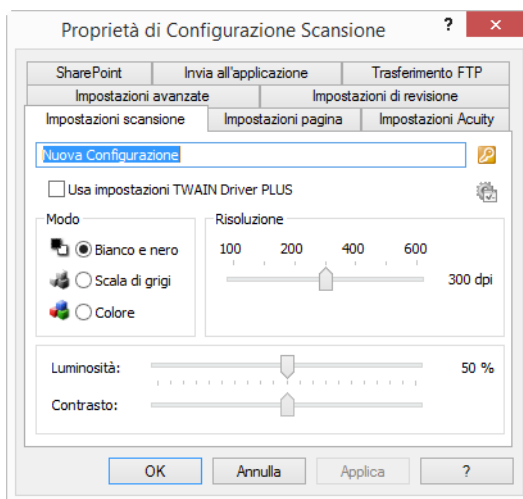 Proprietà di Configurazione Scansione ? ×
SharePoint Invia all'applicazione Trasferimento FTP
Impostazioni avanzate Impostazioni di revisione
Impostazioni scansione Impostazioni pagina Impostazioni Acuity
Nuova Configurazione
Usa impostazioni TWAIN Driver PLUS
Modo
Bianco e nero
Scala di grigi
Colore
Risoluzione
100 200 400 600
300 dpi
Luminosità: 50 %
Contrasto:
OK Annulla Applica ?